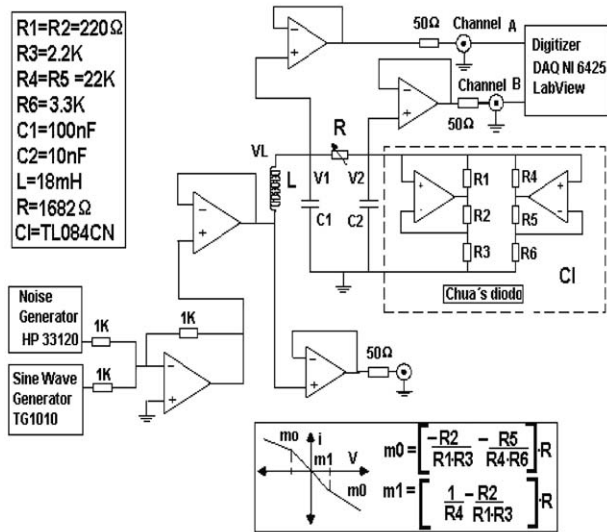 R1=R2=220Ω
R3=2.2K
R4=R5 =22K
R6=3.3K
C1=100nF
C2=10nF
L=18mH
R=1682 Ω
CI=TL084CN
50Ω
Channel A
Digitizer
DAQ NI 6425
LabView
Channel B
50Ω
VL
R
L
V1
V2
C1
C2
R1
R2
R3
R4
R5
R6
CI
Chua´s diodo
Noise
Generator
HP 33120
1K
1K
Sine Wave
Generator
TG1010
1K
50Ω
mo
i
m1
V
m0
m0 = [-R2/R1·R3 - R5/R4·R6]·R
m1 = [1/R4 - R2/R1·R3]·R